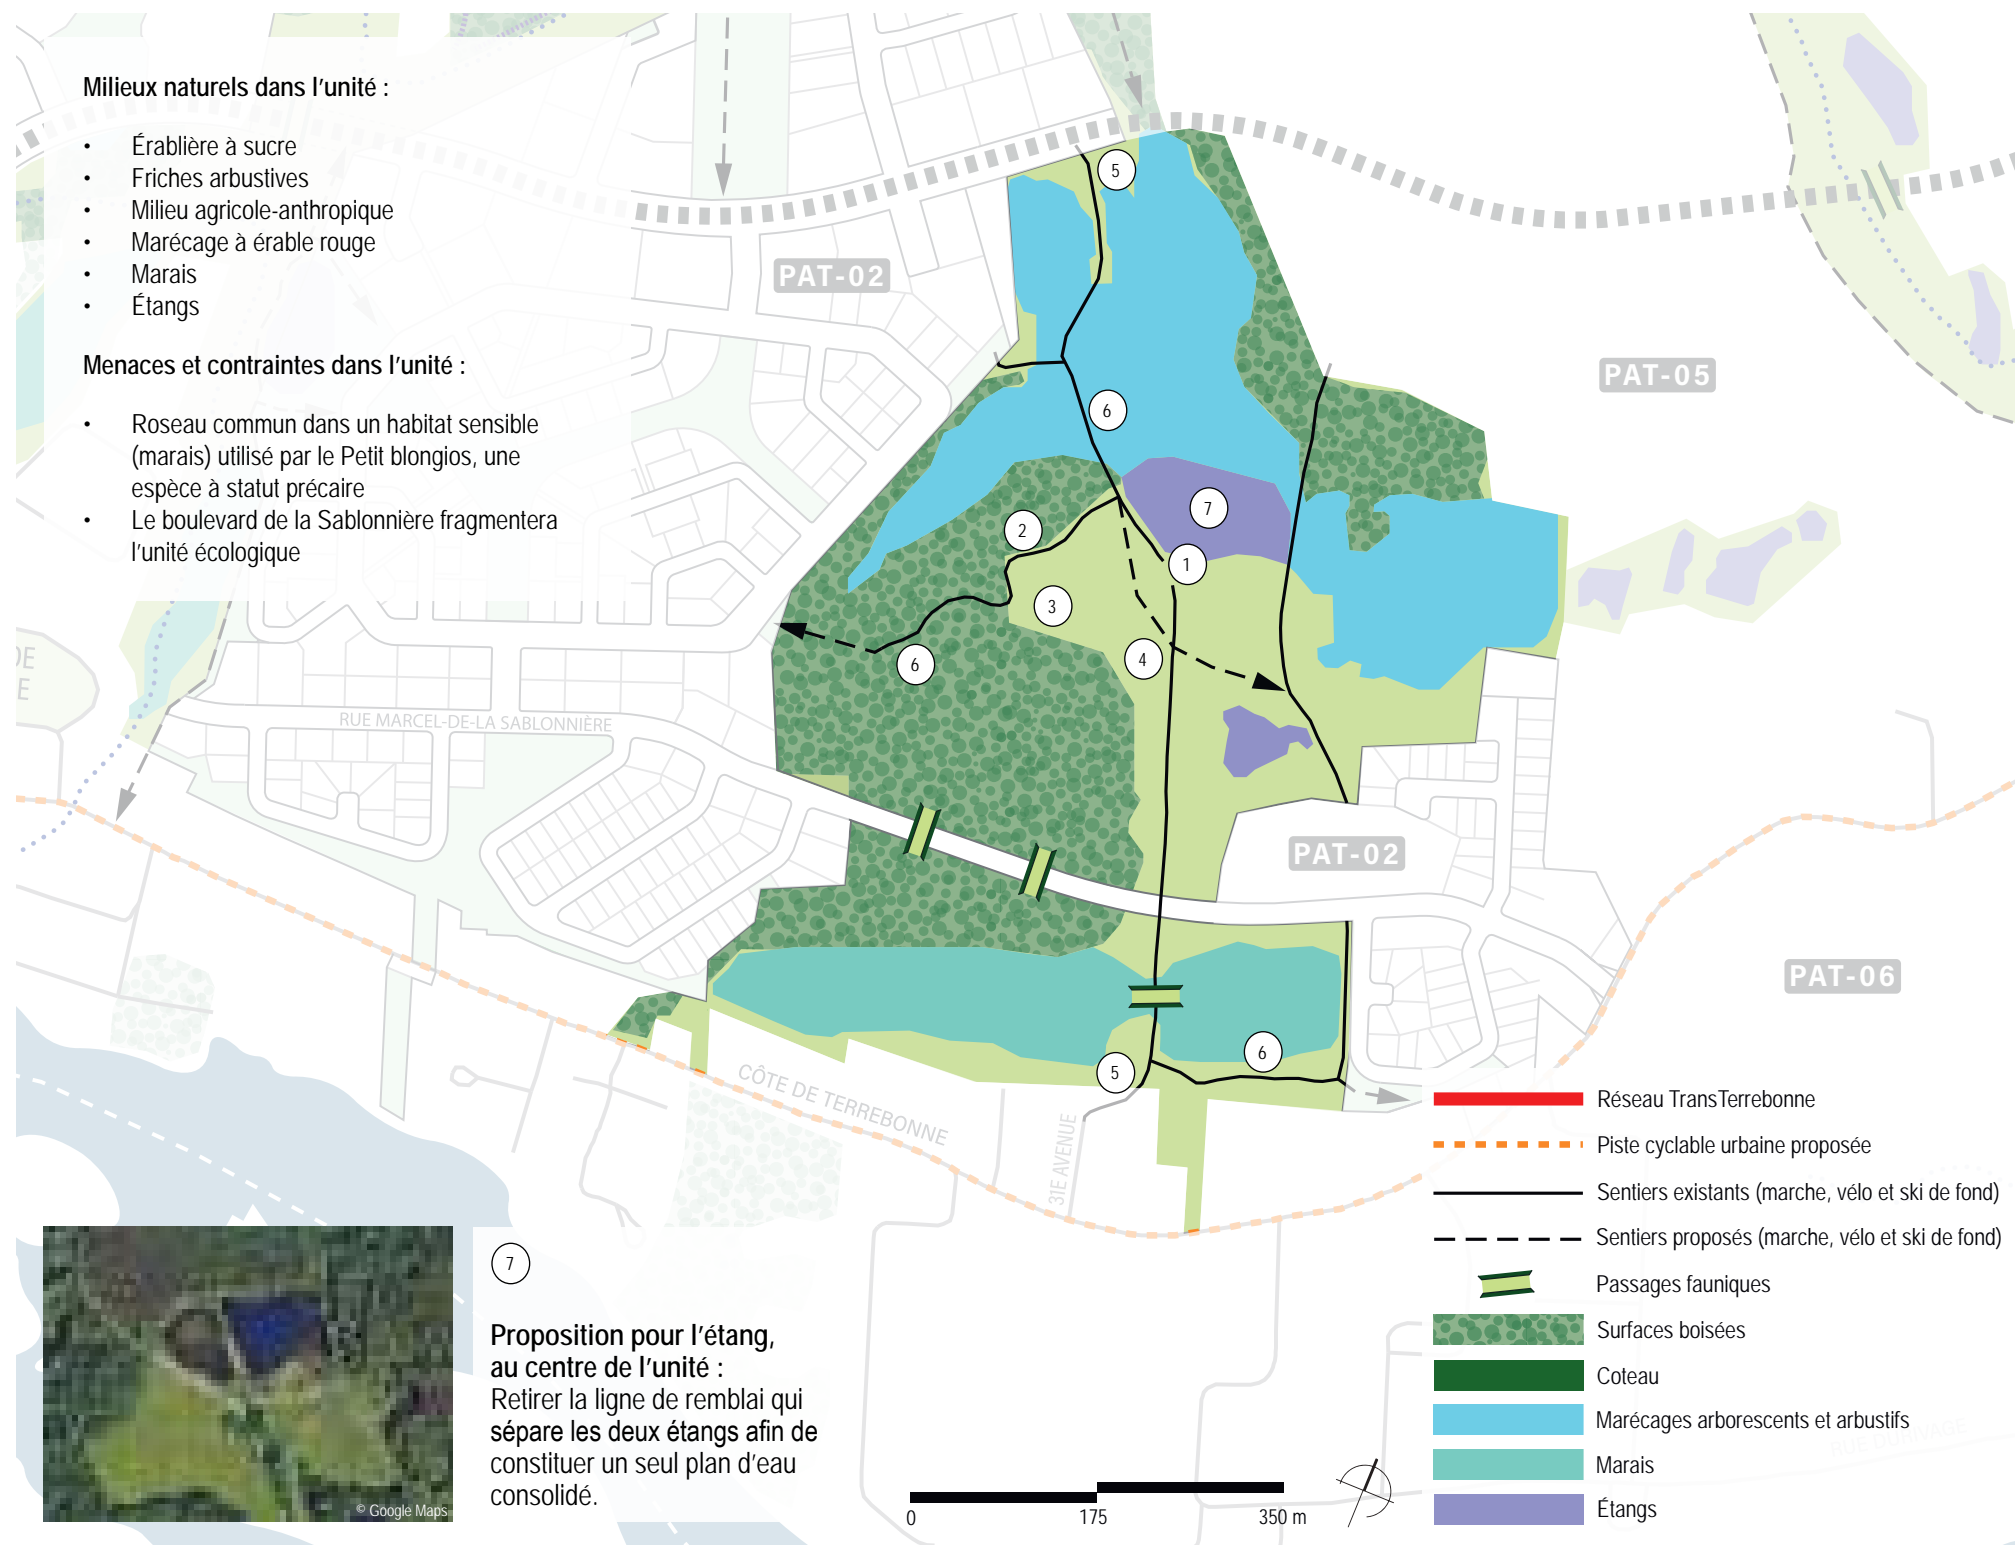 Milieux naturels dans l'unité :
• Érablière à sucre
• Friches arbustives
• Milieu agricole-anthropique
• Marécage à érable rouge
• Marais
• Étangs
Menaces et contraintes dans l'unité :
• Roseau commun dans un habitat sensible
(marais) utilisé par le Petit blongios, une
espèce à statut précaire
• Le boulevard de la Sablonnière fragmentera
l'unité écologique
PAT-02
PAT-05
5
6
7
2
1
3
4
6
DE
E
RUE MARCEL-DE-LA SABLONNIÈRE
PAT-02
PAT-06
6
5
CÔTE DE TERREBONNE
31E AVENUE
Réseau TransTerrebonne
Piste cyclable urbaine proposée
Sentiers existants (marche, vélo et ski de fond)
Sentiers proposés (marche, vélo et ski de fond)
Passages fauniques
Surfaces boisées
Coteau
Marécages arborescents et arbustifs
Marais
Étangs
7
Proposition pour l'étang,
au centre de l'unité :
Retirer la ligne de remblai qui
sépare les deux étangs afin de
constituer un seul plan d'eau
consolidé.
© Google Maps
0 175 350 m